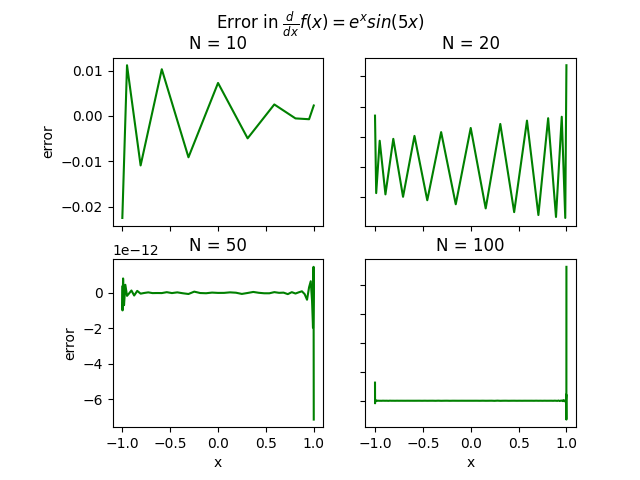 Error in d/dx f(x) = e^x sin(5x)
N = 10
N = 20
0.01
0.00
−0.01
−0.02
error
1e−12
N = 50
N = 100
0
−2
−4
−6
error
−1.0 −0.5 0.0 0.5 1.0
−1.0 −0.5 0.0 0.5 1.0
x
x